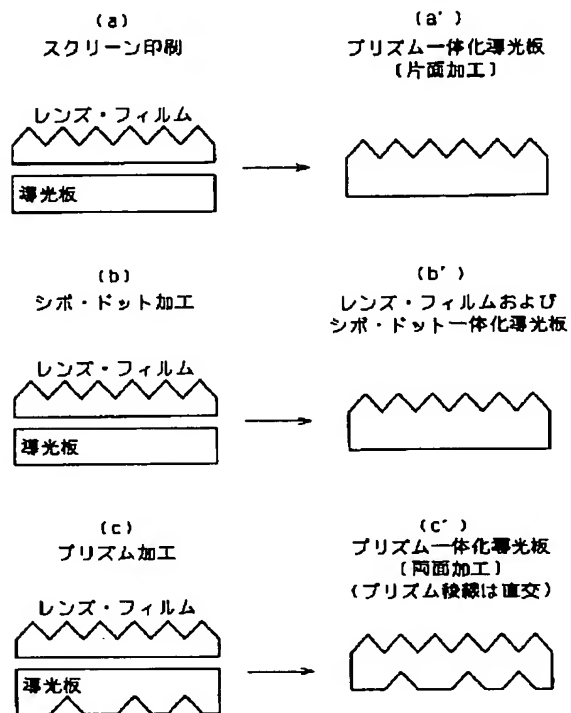 (a)
スクリーン印刷
レンズ・フィルム
導光板
(a')
プリズム一体化導光板
〔片面加工〕
(b)
シボ・ドット加工
レンズ・フィルム
導光板
(b')
レンズ・フィルムおよび
シボ・ドット一体化導光板
(c)
プリズム加工
レンズ・フィルム
導光板
(c')
プリズム一体化導光板
〔両面加工〕
(プリズム稜線は直交)